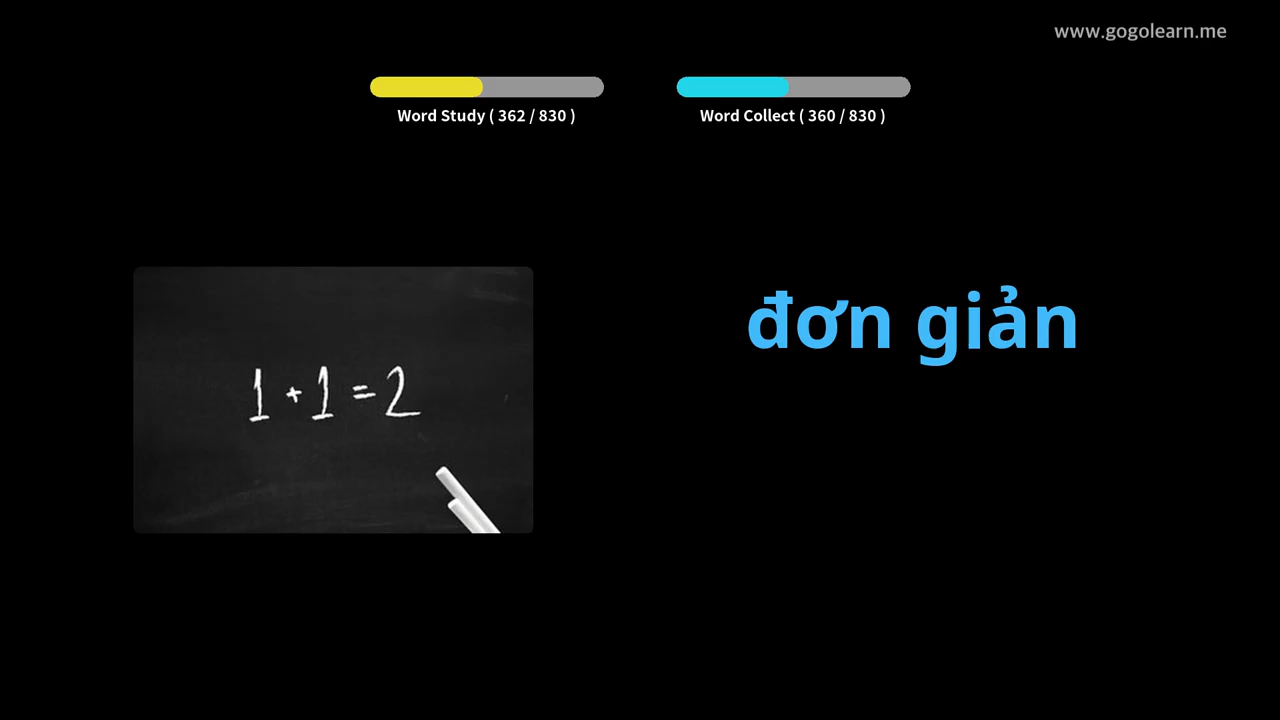 www.gogolearn.me
Word Study ( 362 / 830 )
Word Collect ( 360 / 830 )
đơn giản
1 + 1 = 2